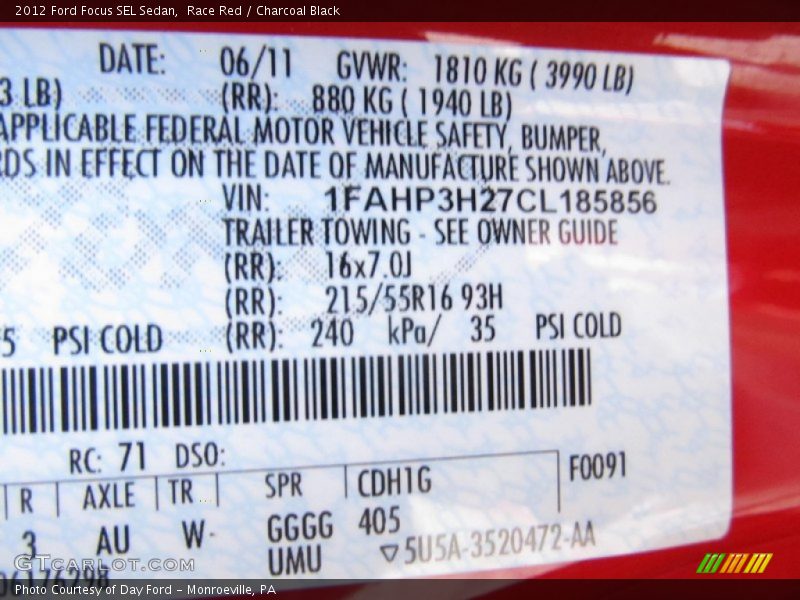 2012 Ford Focus SEL Sedan, Race Red / Charcoal Black
DATE: 06/11 GVWR: 1810 KG ( 3990 LB)
3 LB) (RR): 880 KG ( 1940 LB)
APPLICABLE FEDERAL MOTOR VEHICLE SAFETY, BUMPER,
RDS IN EFFECT ON THE DATE OF MANUFACTURE SHOWN ABOVE.
VIN: 1FAHP3H27CL185856
TRAILER TOWING - SEE OWNER GUIDE
(RR): 16x7.0J
(RR): 215/55R16 93H
5 PSI COLD (RR): 240 kPa/ 35 PSI COLD
RC: 71 DSO:
R AXLE TR SPR CDH1G F0091
3 AU W- GGGG 405
UMU ▽5U5A-3520472-AA
GTcarlot.com
06176298
Photo Courtesy of Day Ford – Monroeville, PA